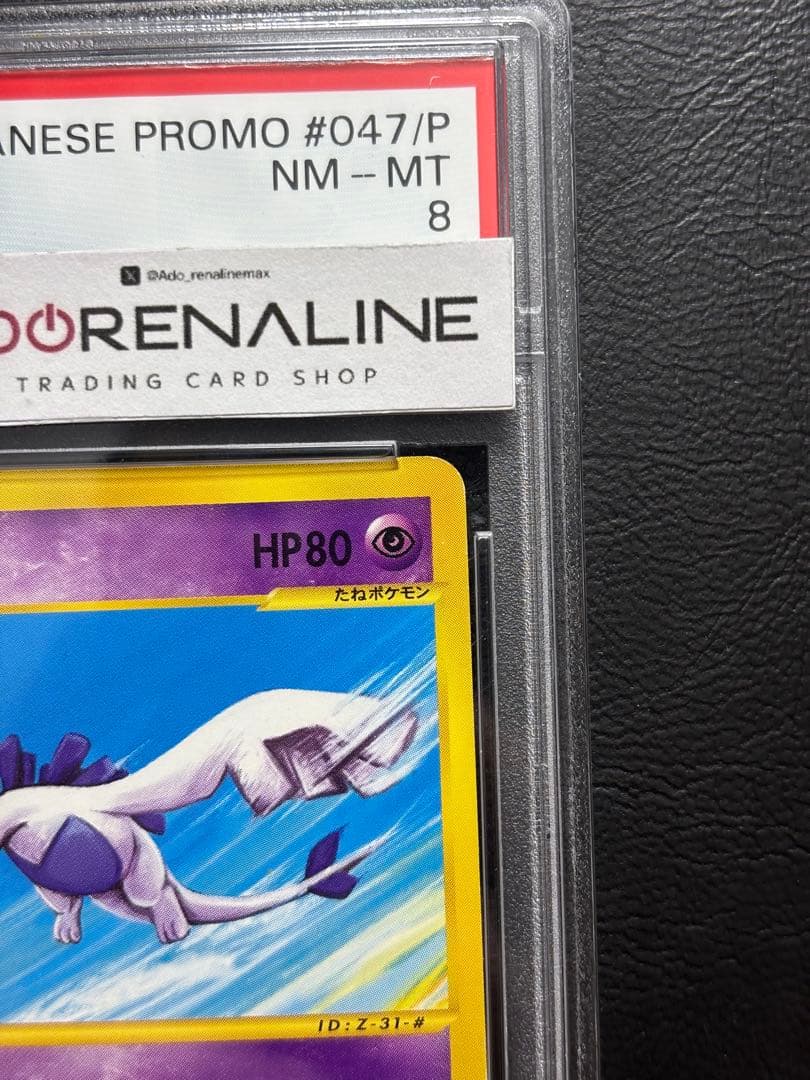 ANESE PROMO #047/P
NM -- MT
8
@Ado_renalinemax
RENALINE
TRADING CARD SHOP
HP80
たねポケモン
ID:Z-31-#